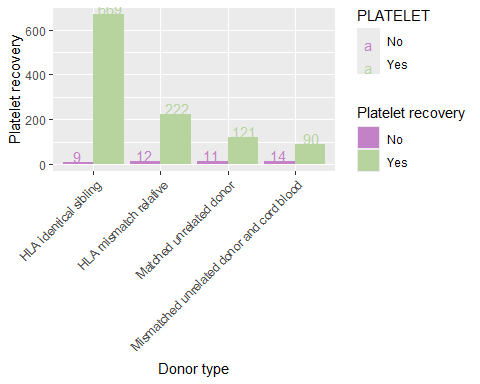 Platelet recovery
600
400
200
0
9
669
12
222
11
121
14
90
HLA identical sibling
HLA mismatch relative
Matched unrelated donor
Mismatched unrelated donor and cord blood
Donor type
PLATELET
a No
a Yes
Platelet recovery
No
Yes